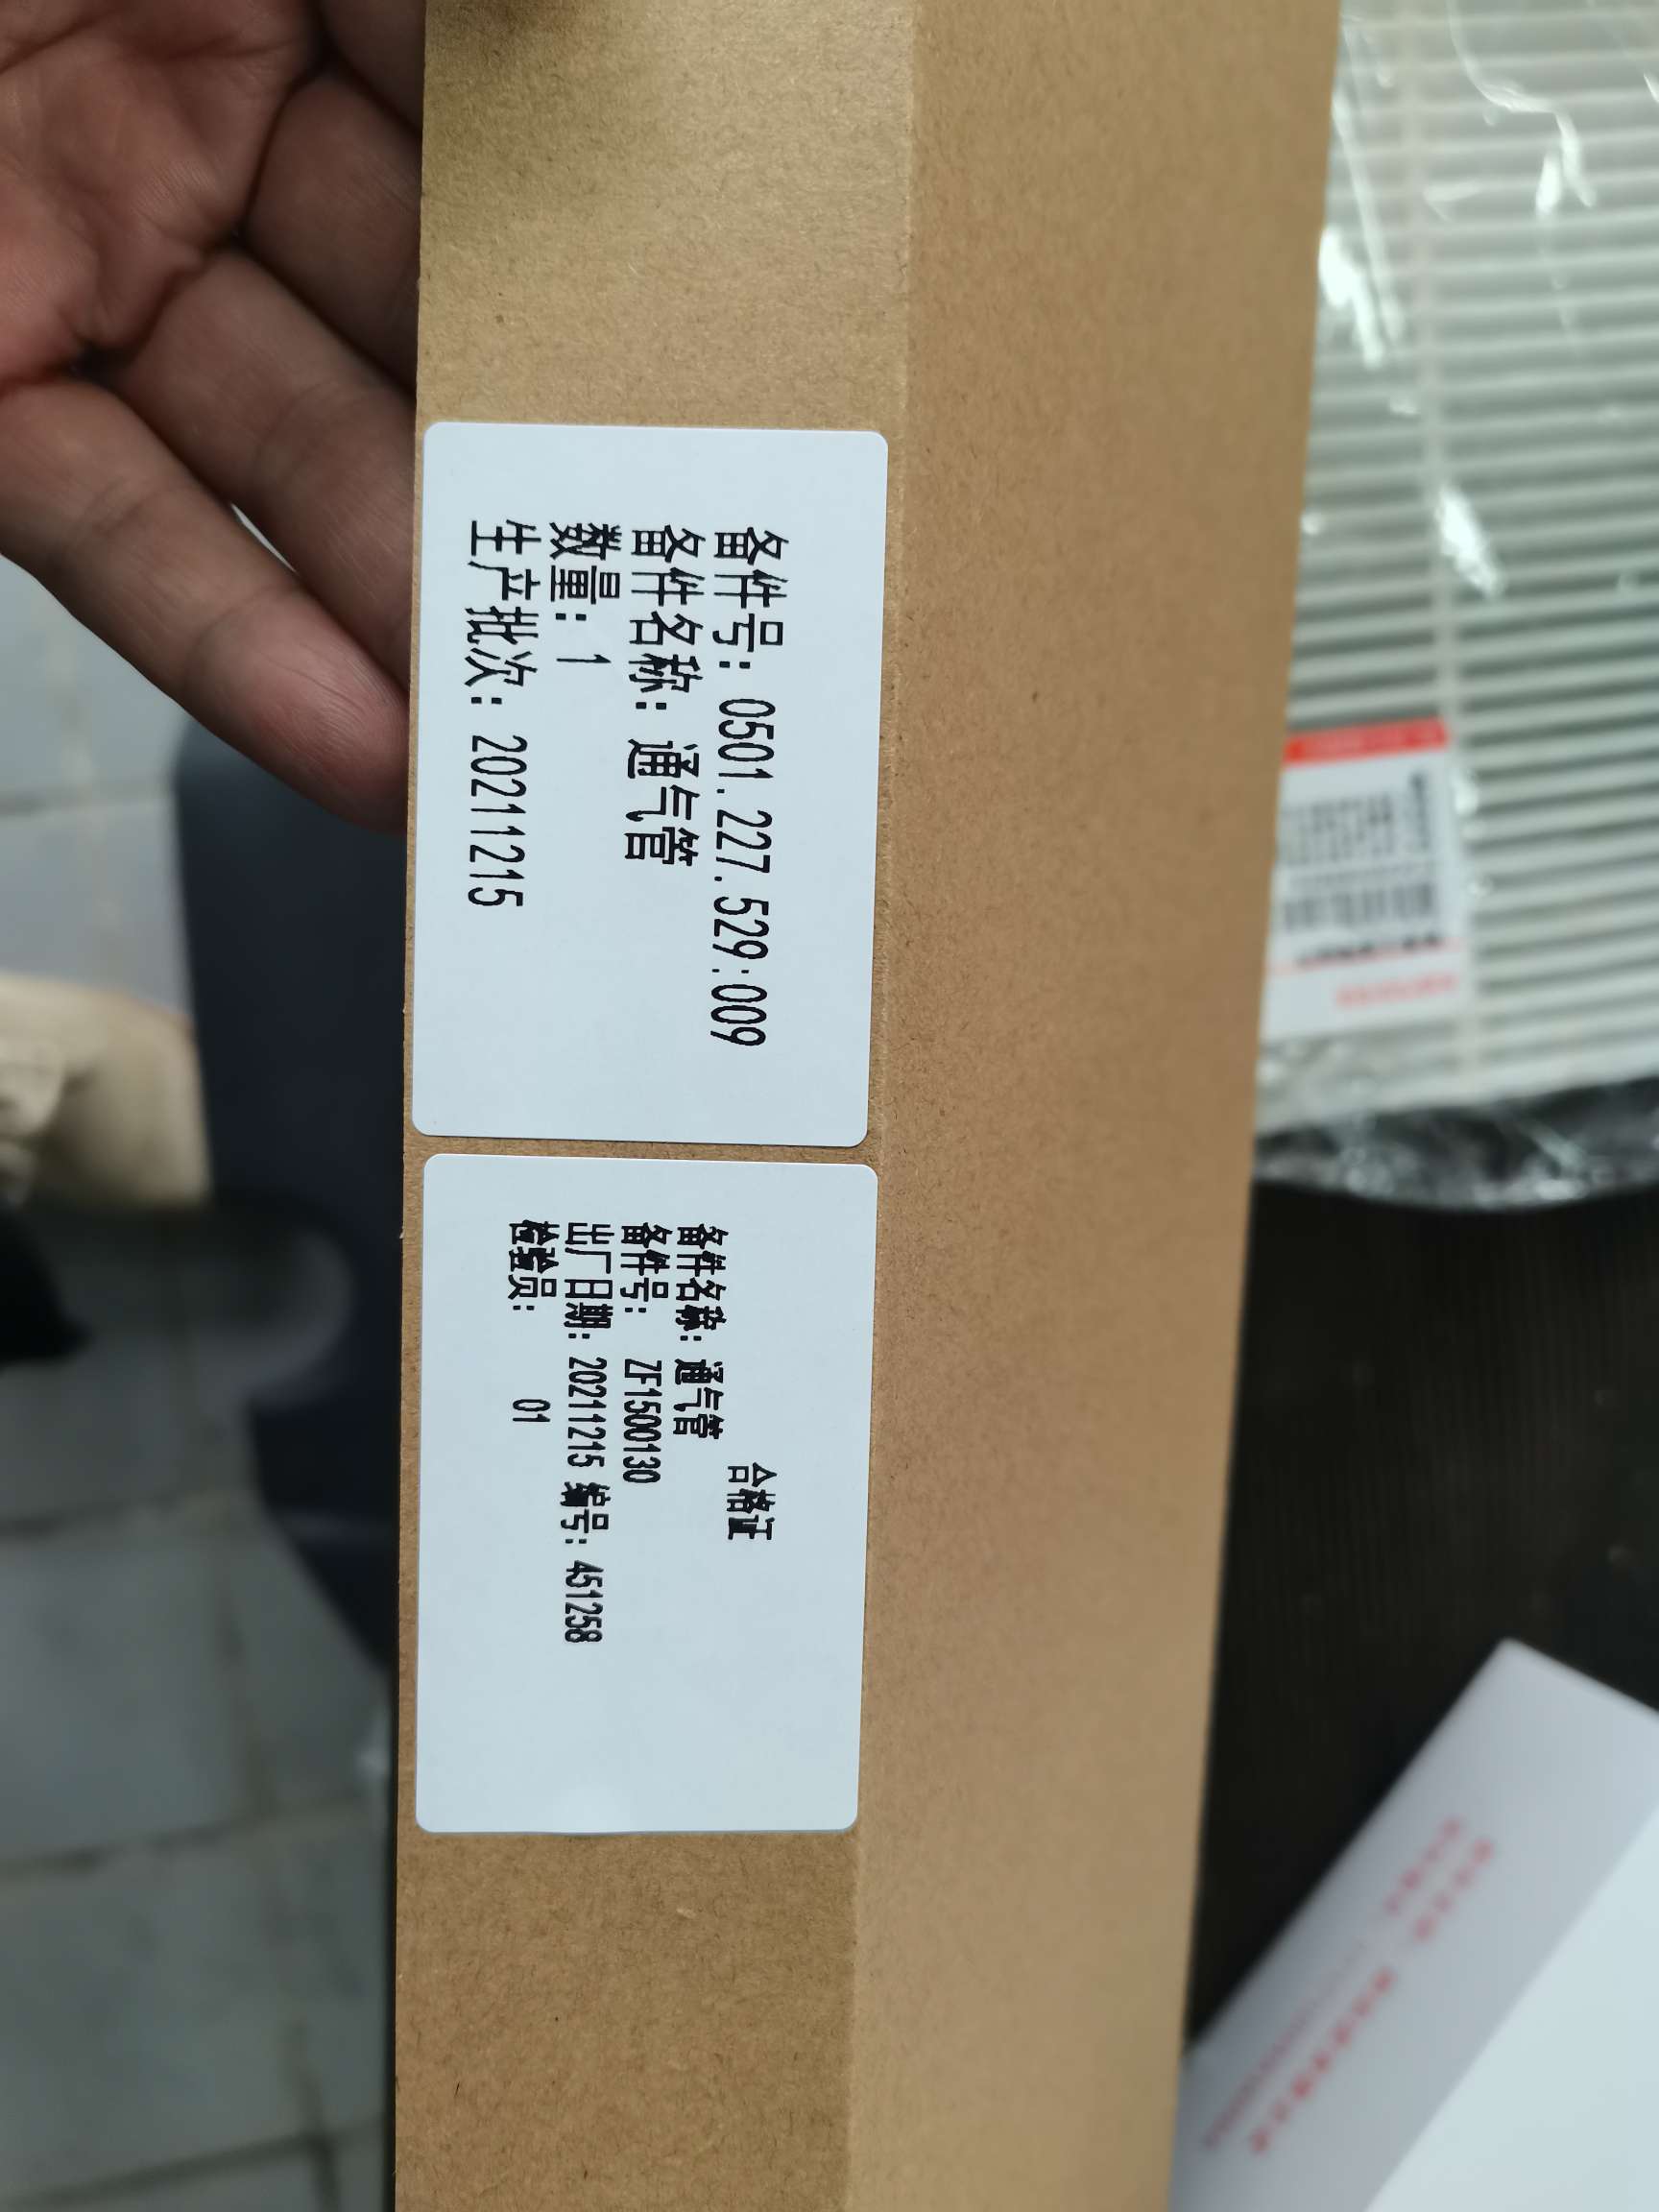 备件号: 0501.227.529:009
备件名称: 通气管
数量: 1
生产批次: 20211215
合格证
备件名称: 通气管
备件号: ZF1500130
出厂日期: 20211215 编号: 451258
检验员: 01